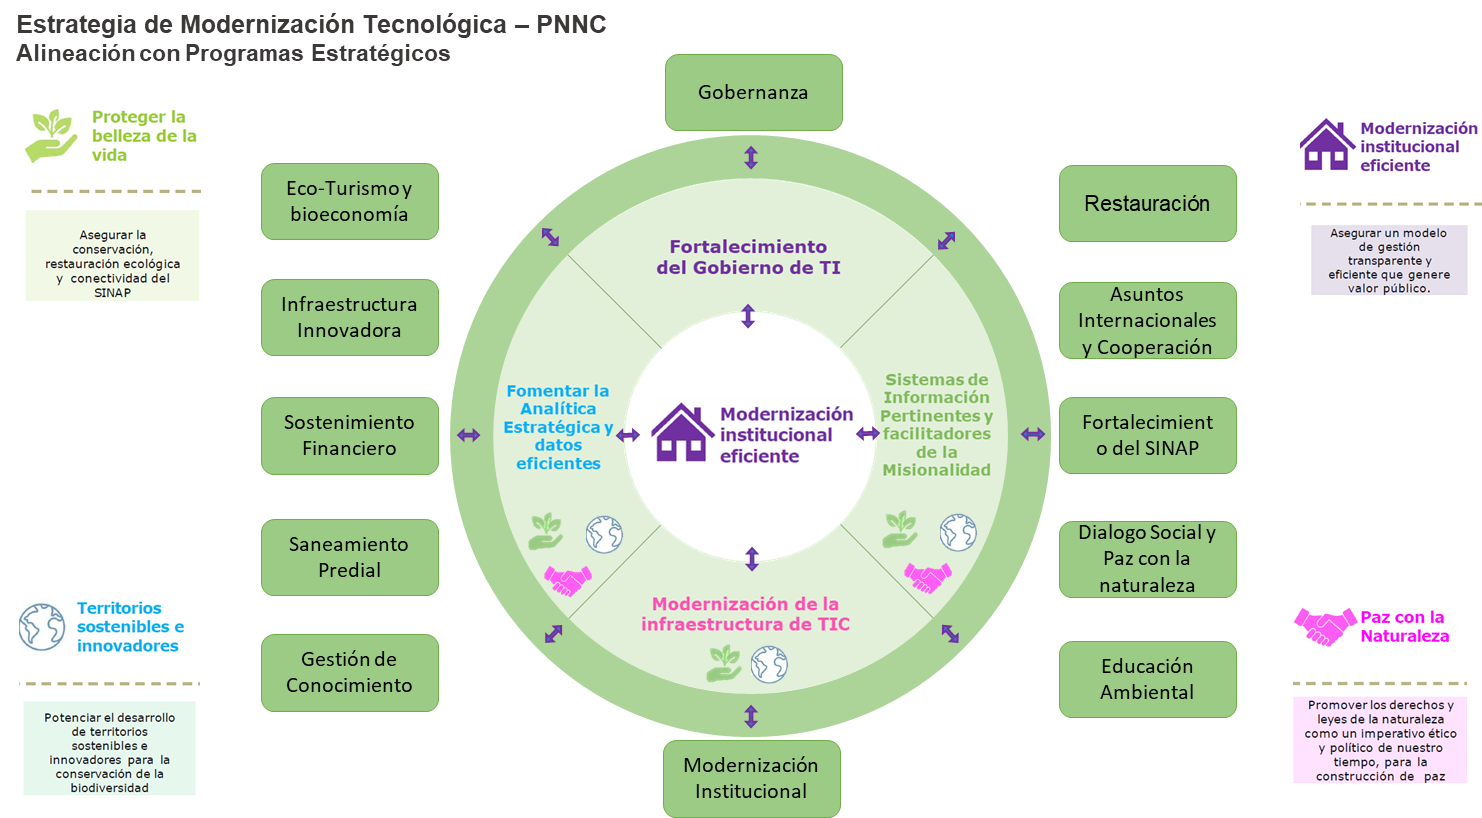 Estrategia de Modernización Tecnológica – PNNC
Alineación con Programas Estratégicos
Proteger la
belleza de la
vida
Asegurar la
conservación,
restauración ecológica
y conectividad del
SINAP
Territorios
sostenibles e
innovadores
Potenciar el desarrollo
de territorios
sostenibles e
innovadores para la
conservación de la
biodiversidad
Eco-Turismo y
bioeconomía
Infraestructura
Innovadora
Sostenimiento
Financiero
Saneamiento
Predial
Gestión de
Conocimiento
Gobernanza
Fortalecimiento
del Gobierno de TI
Fomentar la
Analítica
Estratégica y
datos
eficientes
Modernización
institucional
eficiente
Sistemas de
Información
Pertinentes y
facilitadores
de la
Misionalidad
Modernización de la
infraestructura de TIC
Modernización
Institucional
Restauración
Asuntos
Internacionales
y Cooperación
Fortalecimient
o del SINAP
Dialogo Social y
Paz con la
naturaleza
Educación
Ambiental
Modernización
institucional
eficiente
Asegurar un modelo
de gestión
transparente y
eficiente que genere
valor público.
Paz con la
Naturaleza
Promover los derechos y
leyes de la naturaleza
como un imperativo ético
y político de nuestro
tiempo, para la
construcción de paz